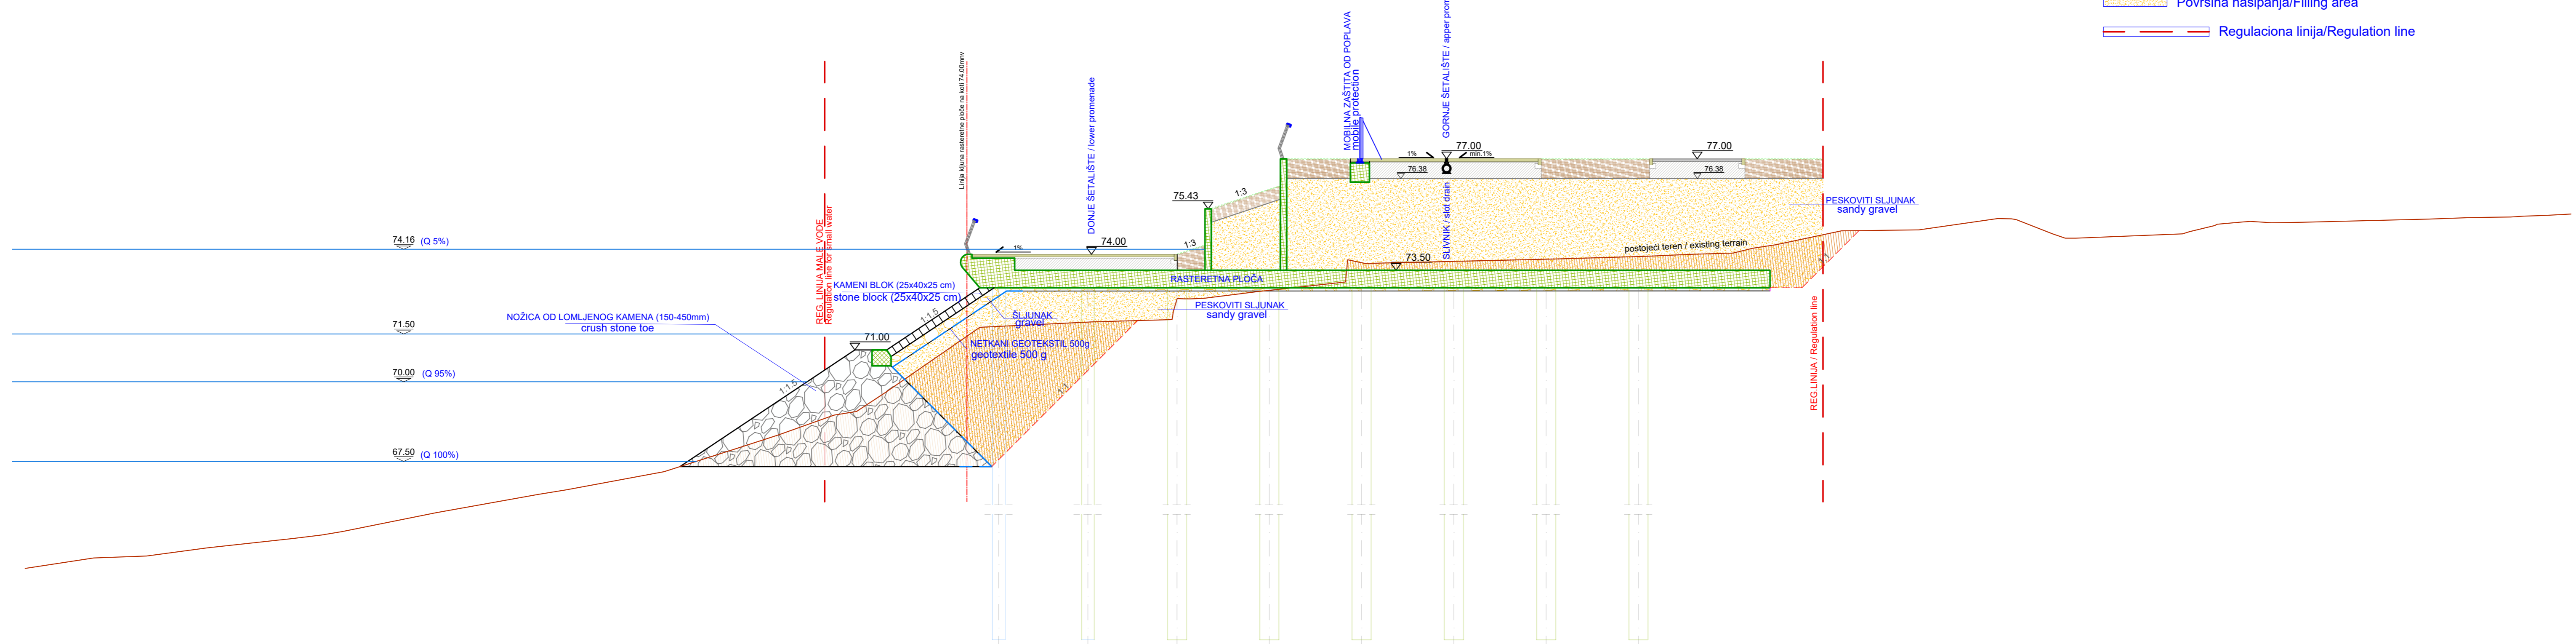 Površina nasipanja/Filling area
Regulaciona linija/Regulation line
Linija kljuna rasteretne ploče na koti 74.00mnv
DONJE ŠETALIŠTE / lower promenade
MOBILNA ZAŠTITA OD POPLAVA
mobile protection
GORNJE ŠETALIŠTE / apper prom
77.00
77.00
1%
min.1%
76.38
76.38
1:3
75.43
PESKOVITI SLJUNAK
sandy gravel
REG. LINIJA MALE VODE
Regulation line for small water
74.16 (Q 5%)
1%
74.00
1:3
SLIVNIK / slot drain
postojeći teren / existing terrain
73.50
1:1
RASTERETNA PLOČA
KAMENI BLOK (25x40x25 cm)
stone block (25x40x25 cm)
PESKOVITI SLJUNAK
sandy gravel
NOŽICA OD LOMLJENOG KAMENA (150-450mm)
crush stone toe
1:1.5
ŠLJUNAK
gravel
71.50
71.00
NETKANI GEOTEKSTIL 500g
geotextile 500 g
REG.LINIJA / Regulation line
70.00 (Q 95%)
1:1.5
1:1
67.50 (Q 100%)